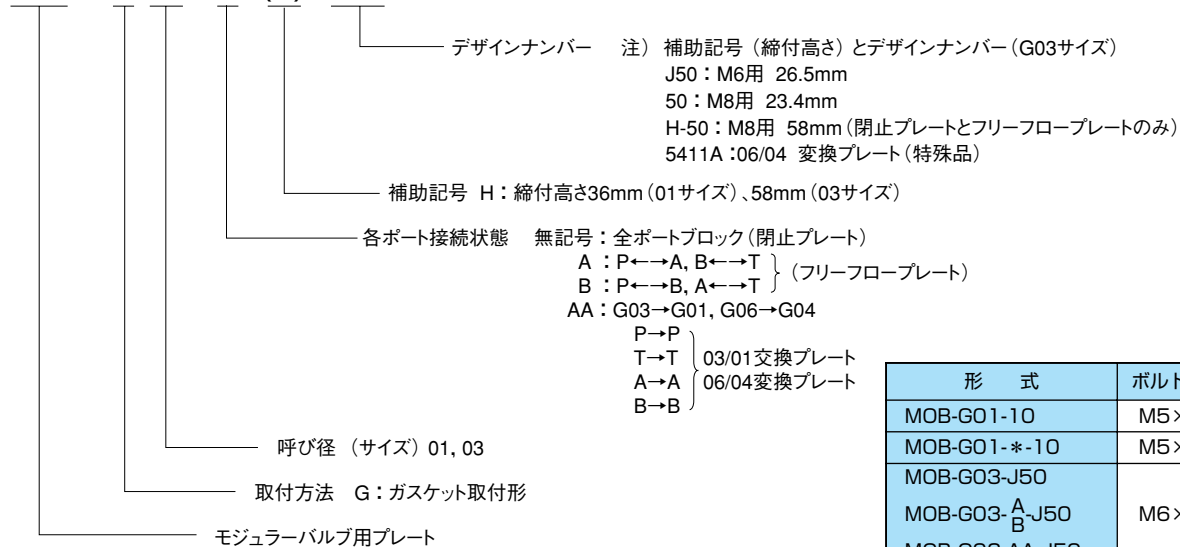 デザインナンバー 注) 補助記号(締付高さ)とデザインナンバー(G03サイズ)
J50:M6用 26.5mm
50:M8用 23.4mm
H-50:M8用 58mm(閉止プレートとフリーフロープレートのみ)
5411A:06/04 変換プレート(特殊品)
補助記号 H:締付高さ36mm(01サイズ)、58mm(03サイズ)
各ポート接続状態 無記号:全ポートブロック(閉止プレート)
A:P←→A, B←→T
B:P←→B, A←→T
(フリーフロープレート)
AA:G03→G01, G06→G04
P→P
T→T
A→A
B→B
03/01交換プレート
06/04変換プレート
呼び径 (サイズ) 01, 03
取付方法 G:ガスケット取付形
モジュラーバルブ用プレート
形 式 ボルト
MOB-G01-10 M5×
MOB-G01-*-10 M5×
MOB-G03-J50
MOB-G03-A/B-J50 M6×